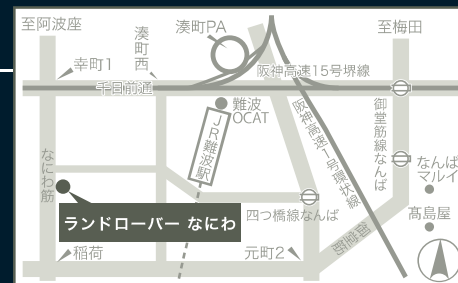 至阿波座
湊町西
湊町PA
至梅田
幸町1
阪神高速15号堺線
千日前通
難波
OCAT
JR難波駅
阪神高速1号環状線
御堂筋線なんば
なにわ筋
なんば
マルイ
ランドローバー なにわ
四つ橋線なんば
高島屋
稲荷
元町2